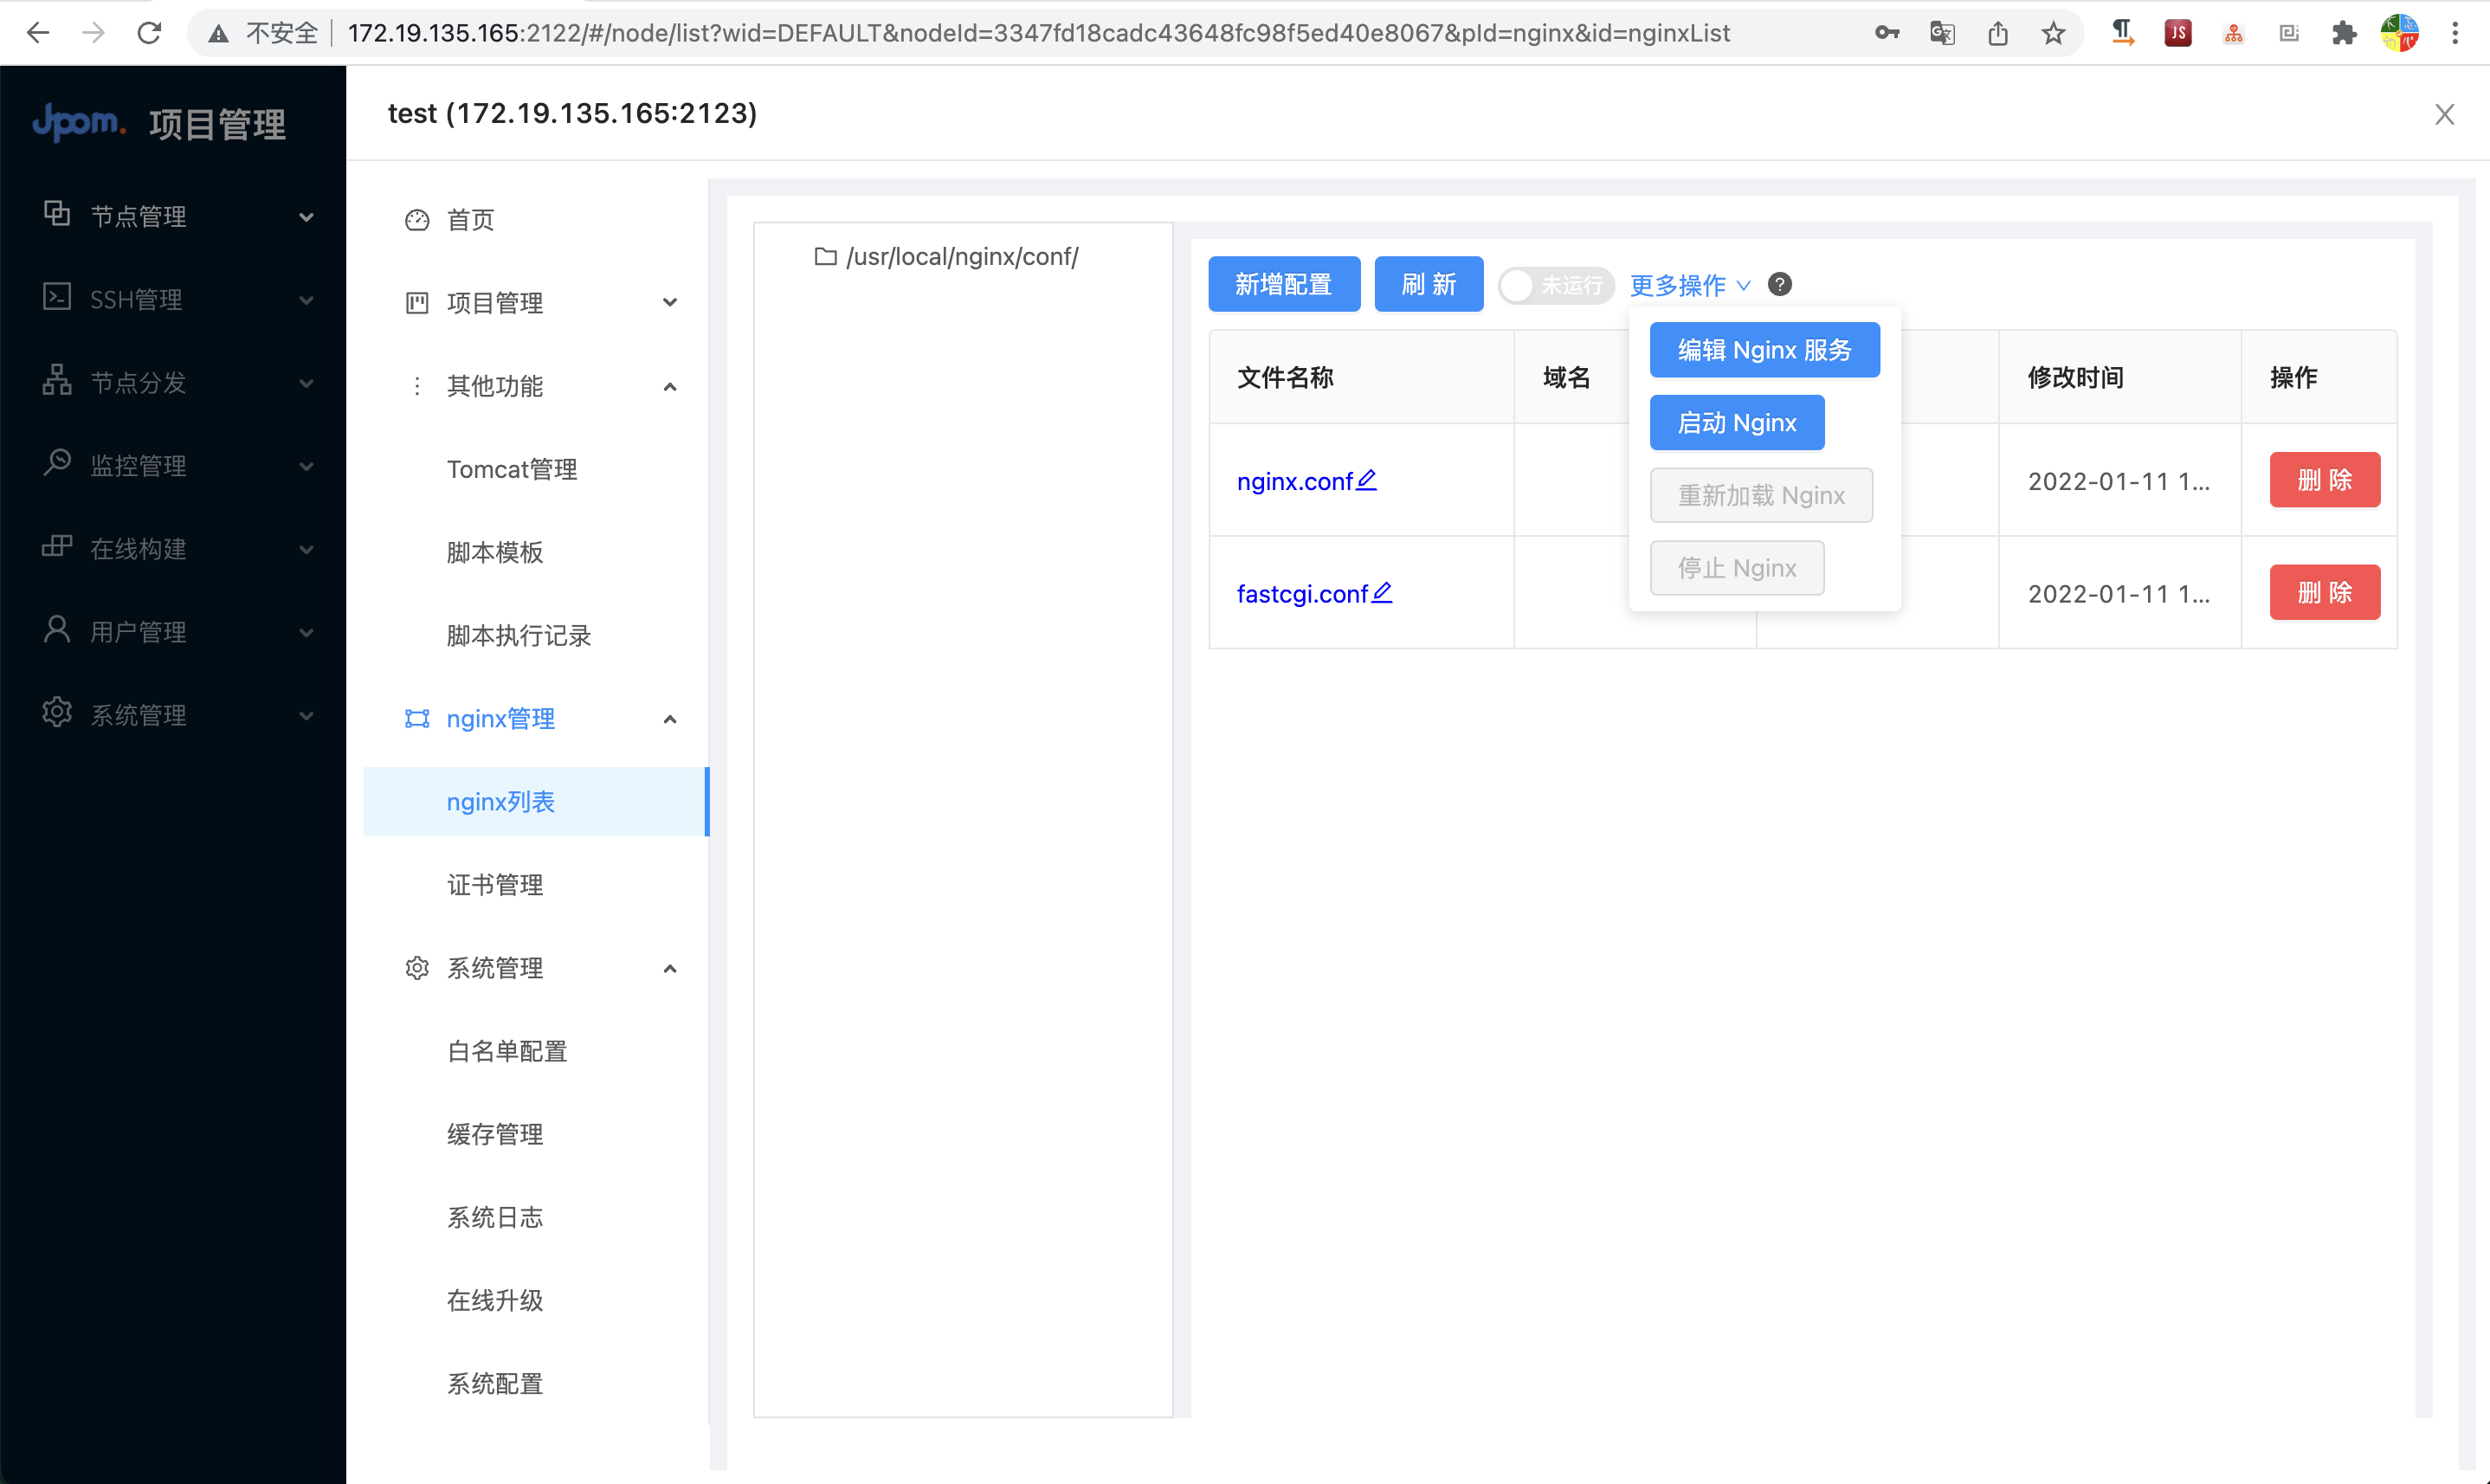 不安全 172.19.135.165:2122/#/node/list?wid=DEFAULT&nodeId=3347fd18cadc43648fc98f5ed40e8067&pId=nginx&id=nginxList
JS
Jpom. 项目管理
节点管理
SSH管理
节点分发
监控管理
在线构建
用户管理
系统管理
test (172.19.135.165:2123)
首页
项目管理
其他功能
Tomcat管理
脚本模板
脚本执行记录
nginx管理
nginx列表
证书管理
系统管理
白名单配置
缓存管理
系统日志
在线升级
系统配置
/usr/local/nginx/conf/
新增配置 刷 新 未运行 更多操作
编辑 Nginx 服务
启动 Nginx
重新加载 Nginx
停止 Nginx
文件名称 域名 修改时间 操作
nginx.conf 2022-01-11 1... 删 除
fastcgi.conf 2022-01-11 1... 删 除